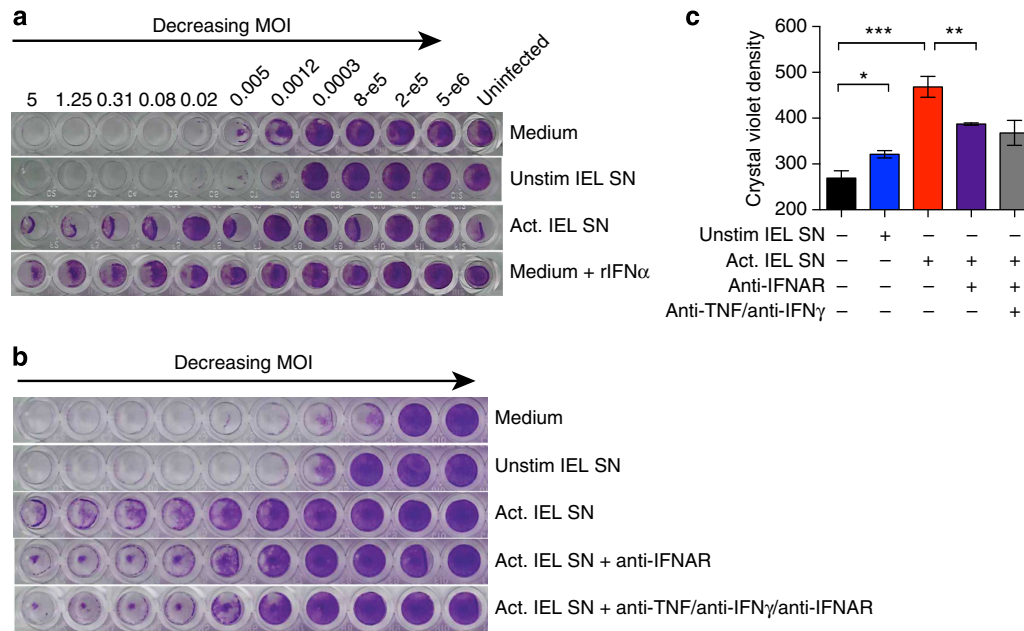 a
Decreasing MOI
5 1.25 0.31 0.08 0.02 0.005 0.0012 0.0003 8-e5 2-e5 5-e6 Uninfected
Medium
Unstim IEL SN
Act. IEL SN
Medium + rIFNα
b
Decreasing MOI
Medium
Unstim IEL SN
Act. IEL SN
Act. IEL SN + anti-IFNAR
Act. IEL SN + anti-TNF/anti-IFNγ/anti-IFNAR
c
Crystal violet density
600
500
400
300
200
*** **
*
Unstim IEL SN – + – – –
Act. IEL SN – – + + +
Anti-IFNAR – – – + +
Anti-TNF/anti-IFNγ – – – – +